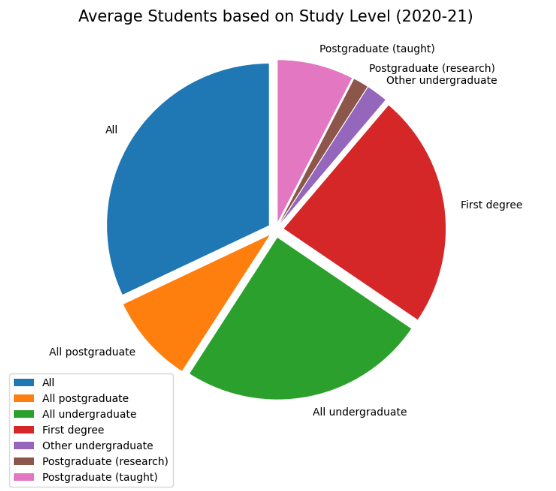 Average Students based on Study Level (2020-21)
Postgraduate (taught)
Postgraduate (research)
Other undergraduate
All
First degree
All postgraduate
All undergraduate
All
All postgraduate
All undergraduate
First degree
Other undergraduate
Postgraduate (research)
Postgraduate (taught)